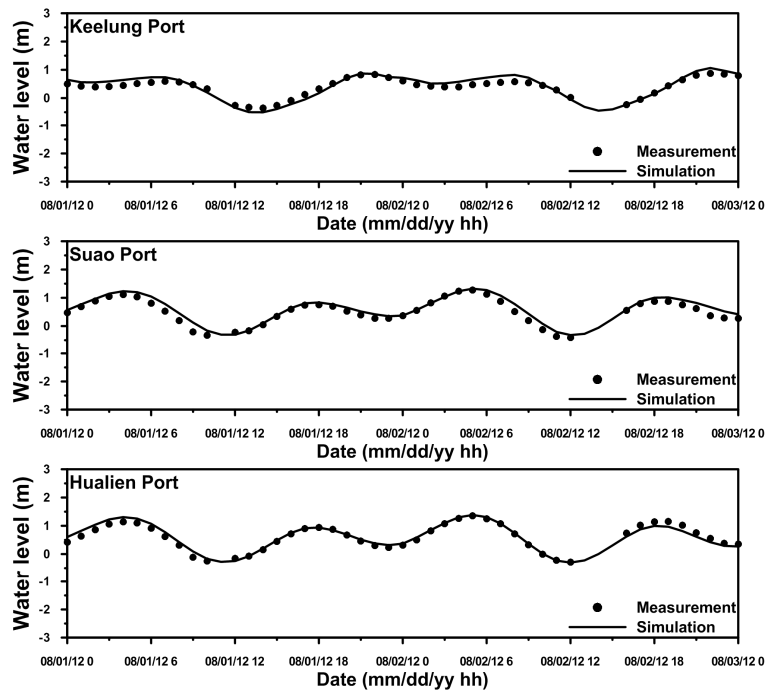 3
Keelung Port
2
1
0
-1
-2
-3
Water level (m)
Measurement
Simulation
08/01/12 0 08/01/12 6 08/01/12 12 08/01/12 18 08/02/12 0 08/02/12 6 08/02/12 12 08/02/12 18 08/03/12 0
Date (mm/dd/yy hh)
3
Suao Port
2
1
0
-1
-2
-3
Water level (m)
Measurement
Simulation
08/01/12 0 08/01/12 6 08/01/12 12 08/01/12 18 08/02/12 0 08/02/12 6 08/02/12 12 08/02/12 18 08/03/12 0
Date (mm/dd/yy hh)
3
Hualien Port
2
1
0
-1
-2
-3
Water level (m)
Measurement
Simulation
08/01/12 0 08/01/12 6 08/01/12 12 08/01/12 18 08/02/12 0 08/02/12 6 08/02/12 12 08/02/12 18 08/03/12 0
Date (mm/dd/yy hh)